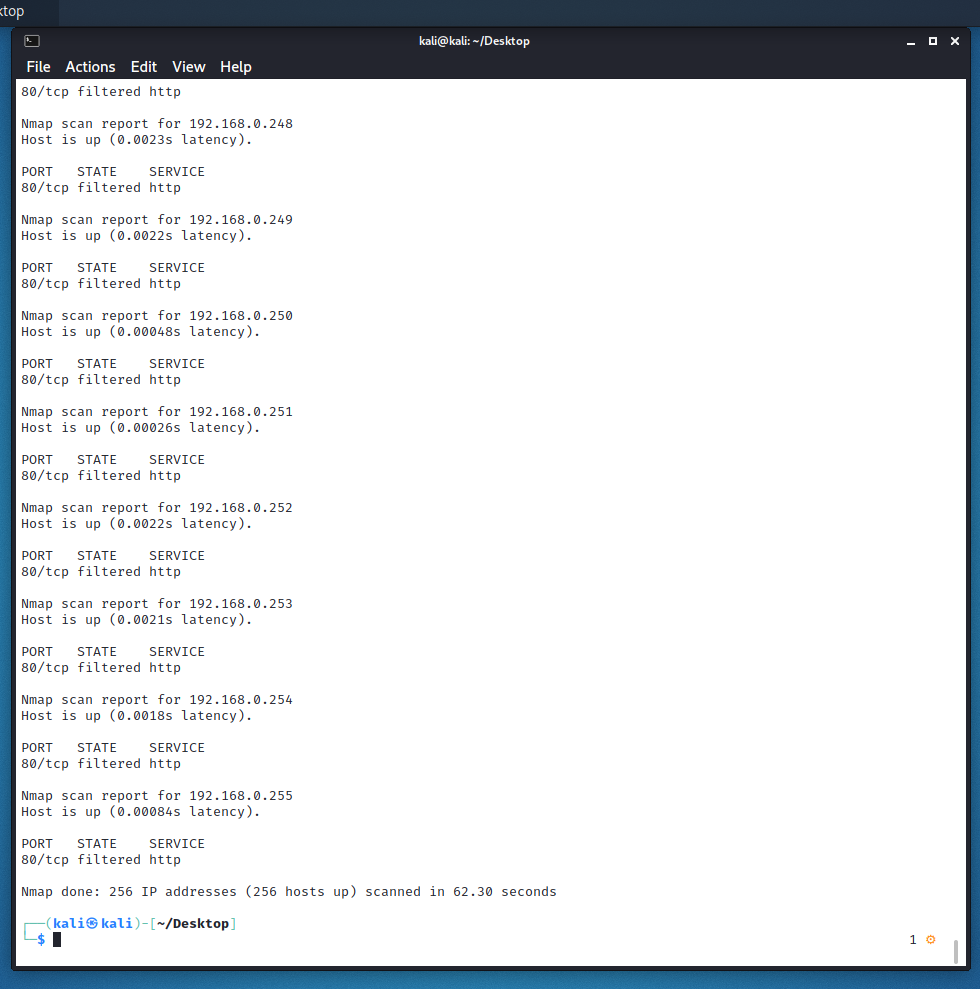 ktop
kali@kali: ~/Desktop
File Actions Edit View Help
80/tcp filtered http
Nmap scan report for 192.168.0.248
Host is up (0.0023s latency).
PORT   STATE    SERVICE
80/tcp filtered http
Nmap scan report for 192.168.0.249
Host is up (0.0022s latency).
PORT   STATE    SERVICE
80/tcp filtered http
Nmap scan report for 192.168.0.250
Host is up (0.00048s latency).
PORT   STATE    SERVICE
80/tcp filtered http
Nmap scan report for 192.168.0.251
Host is up (0.00026s latency).
PORT   STATE    SERVICE
80/tcp filtered http
Nmap scan report for 192.168.0.252
Host is up (0.0022s latency).
PORT   STATE    SERVICE
80/tcp filtered http
Nmap scan report for 192.168.0.253
Host is up (0.0021s latency).
PORT   STATE    SERVICE
80/tcp filtered http
Nmap scan report for 192.168.0.254
Host is up (0.0018s latency).
PORT   STATE    SERVICE
80/tcp filtered http
Nmap scan report for 192.168.0.255
Host is up (0.00084s latency).
PORT   STATE    SERVICE
80/tcp filtered http
Nmap done: 256 IP addresses (256 hosts up) scanned in 62.30 seconds
┌──(kali㉿kali)-[~/Desktop]
└─$ 1 ⚙